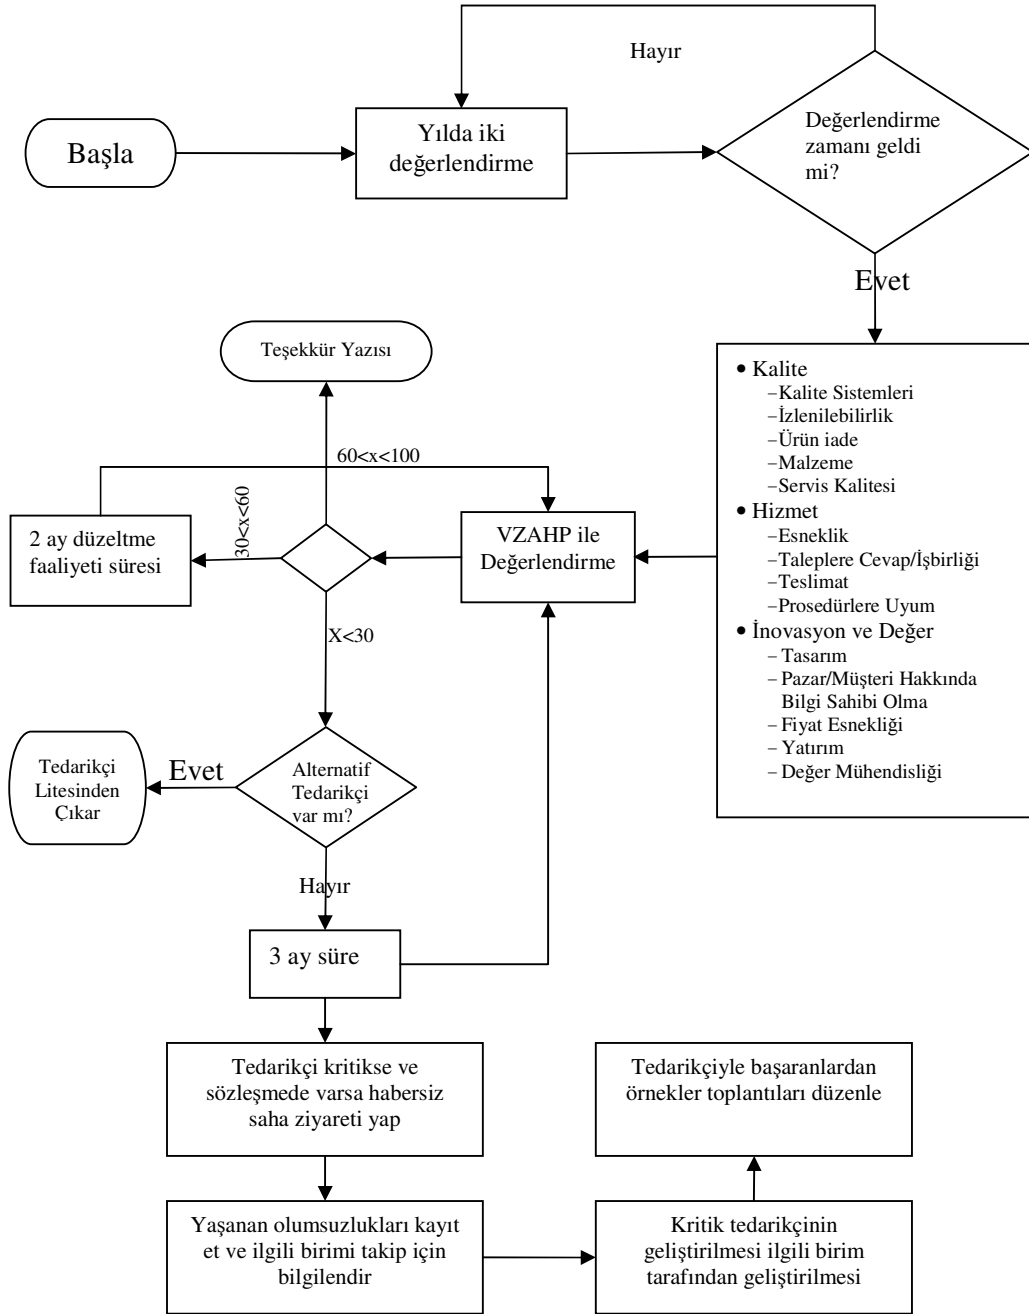 Hayır
Başla
Yılda iki
değerlendirme
Değerlendirme
zamanı geldi
mi?
Evet
Teşekkür Yazısı
• Kalite
–Kalite Sistemleri
–İzlenilebilirlik
–Ürün iade
–Malzeme
–Servis Kalitesi
• Hizmet
–Esneklik
–Taleplere Cevap/İşbirliği
–Teslimat
–Prosedürlere Uyum
• İnovasyon ve Değer
– Tasarım
– Pazar/Müşteri Hakkında
Bilgi Sahibi Olma
– Fiyat Esnekliği
– Yatırım
– Değer Mühendisliği
60<x<100
30<x<60
2 ay düzeltme
faaliyeti süresi
VZAHP ile
Değerlendirme
X<30
Tedarikçi
Litesinden
Çıkar
Evet
Alternatif
Tedarikçi
var mı?
Hayır
3 ay süre
Tedarikçi kritikse ve
sözleşmede varsa habersiz
saha ziyareti yap
Tedarikçiyle başaranlardan
örnekler toplantıları düzenle
Yaşanan olumsuzlukları kayıt
et ve ilgili birimi takip için
bilgilendir
Kritik tedarikçinin
geliştirilmesi ilgili birim
tarafından geliştirilmesi